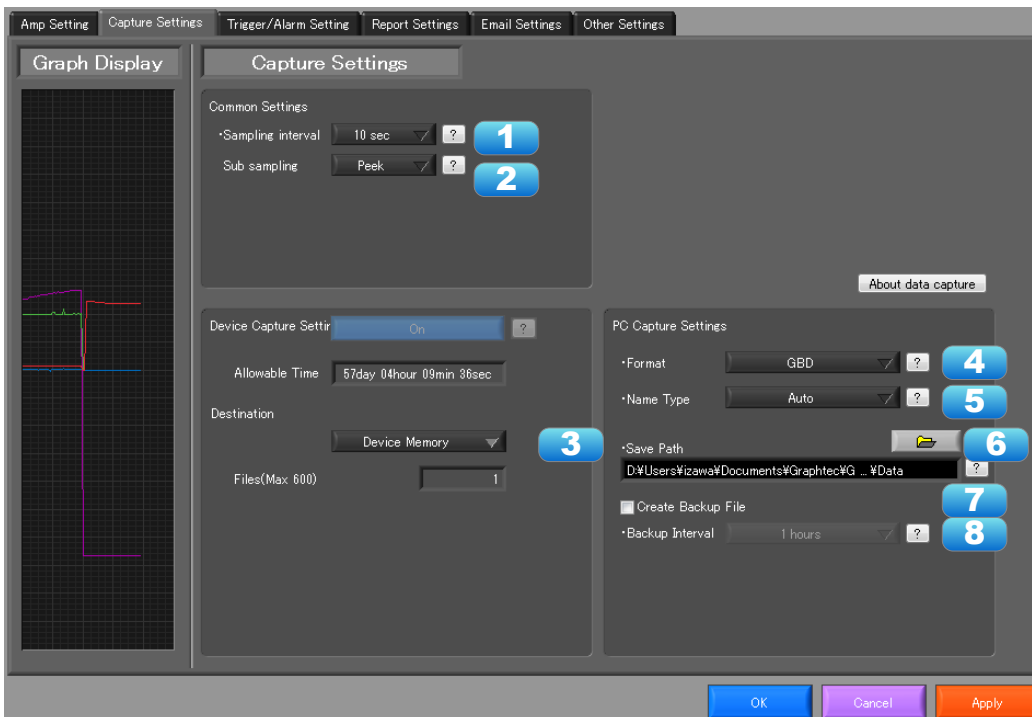 Amp Setting Capture Settings Trigger/Alarm Setting Report Settings Email Settings Other Settings
Graph Display
Capture Settings
Common Settings
・Sampling interval 10 sec ? 1
Sub sampling Peek ? 2
About data capture
Device Capture Settir On ?
Allowable Time 57day 04hour 09min 36sec
Destination
Device Memory 3
Files(Max 600) 1
PC Capture Settings
・Format GBD ? 4
・Name Type Auto ? 5
・Save Path 6
D:¥Users¥izawa¥Documents¥Graphtec¥G ... ¥Data ?
Create Backup File 7
・Backup Interval 1 hours ? 8
OK Cancel Apply